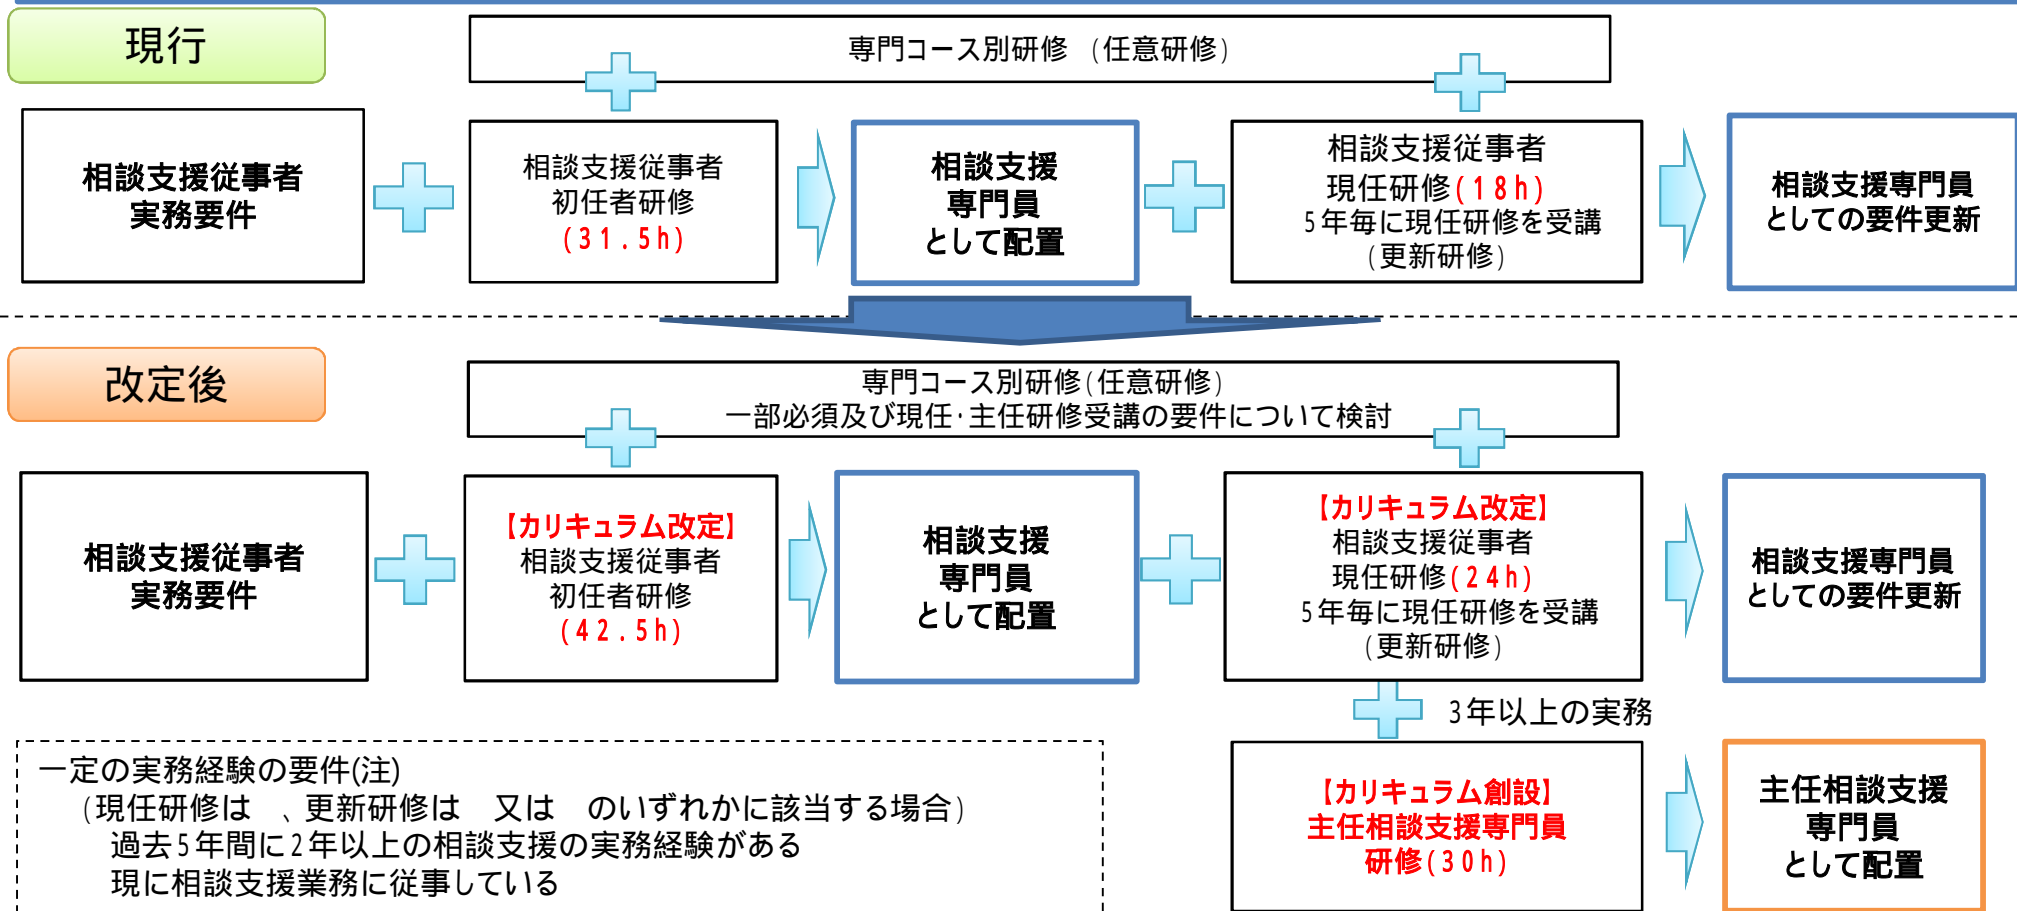 現行
専門コース別研修 (任意研修)
相談支援従事者
実務要件
相談支援従事者
初任者研修
(31.5h)
相談支援
専門員
として配置
相談支援従事者
現任研修(18h)
5年毎に現任研修を受講
(更新研修)
相談支援専門員
としての要件更新
改定後
専門コース別研修(任意研修)
一部必須及び現任・主任研修受講の要件について検討
相談支援従事者
実務要件
【カリキュラム改定】
相談支援従事者
初任者研修
(42.5h)
相談支援
専門員
として配置
【カリキュラム改定】
相談支援従事者
現任研修(24h)
5年毎に現任研修を受講
(更新研修)
相談支援専門員
としての要件更新
3年以上の実務
【カリキュラム創設】
主任相談支援専門員
研修(30h)
主任相談支援
専門員
として配置
一定の実務経験の要件(注)
(現任研修は　、更新研修は　又は　のいずれかに該当する場合)
過去5年間に2年以上の相談支援の実務経験がある
現に相談支援業務に従事している